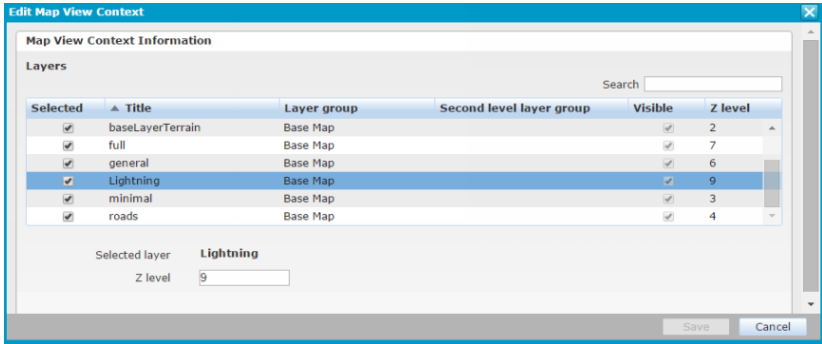 Edit Map View Context
Map View Context Information
Layers
Search
Selected Title Layer group Second level layer group Visible Z level
baseLayerTerrain Base Map 2
full Base Map 7
general Base Map 6
Lightning Base Map 9
minimal Base Map 3
roads Base Map 4
Selected layer Lightning
Z level 9
Save Cancel